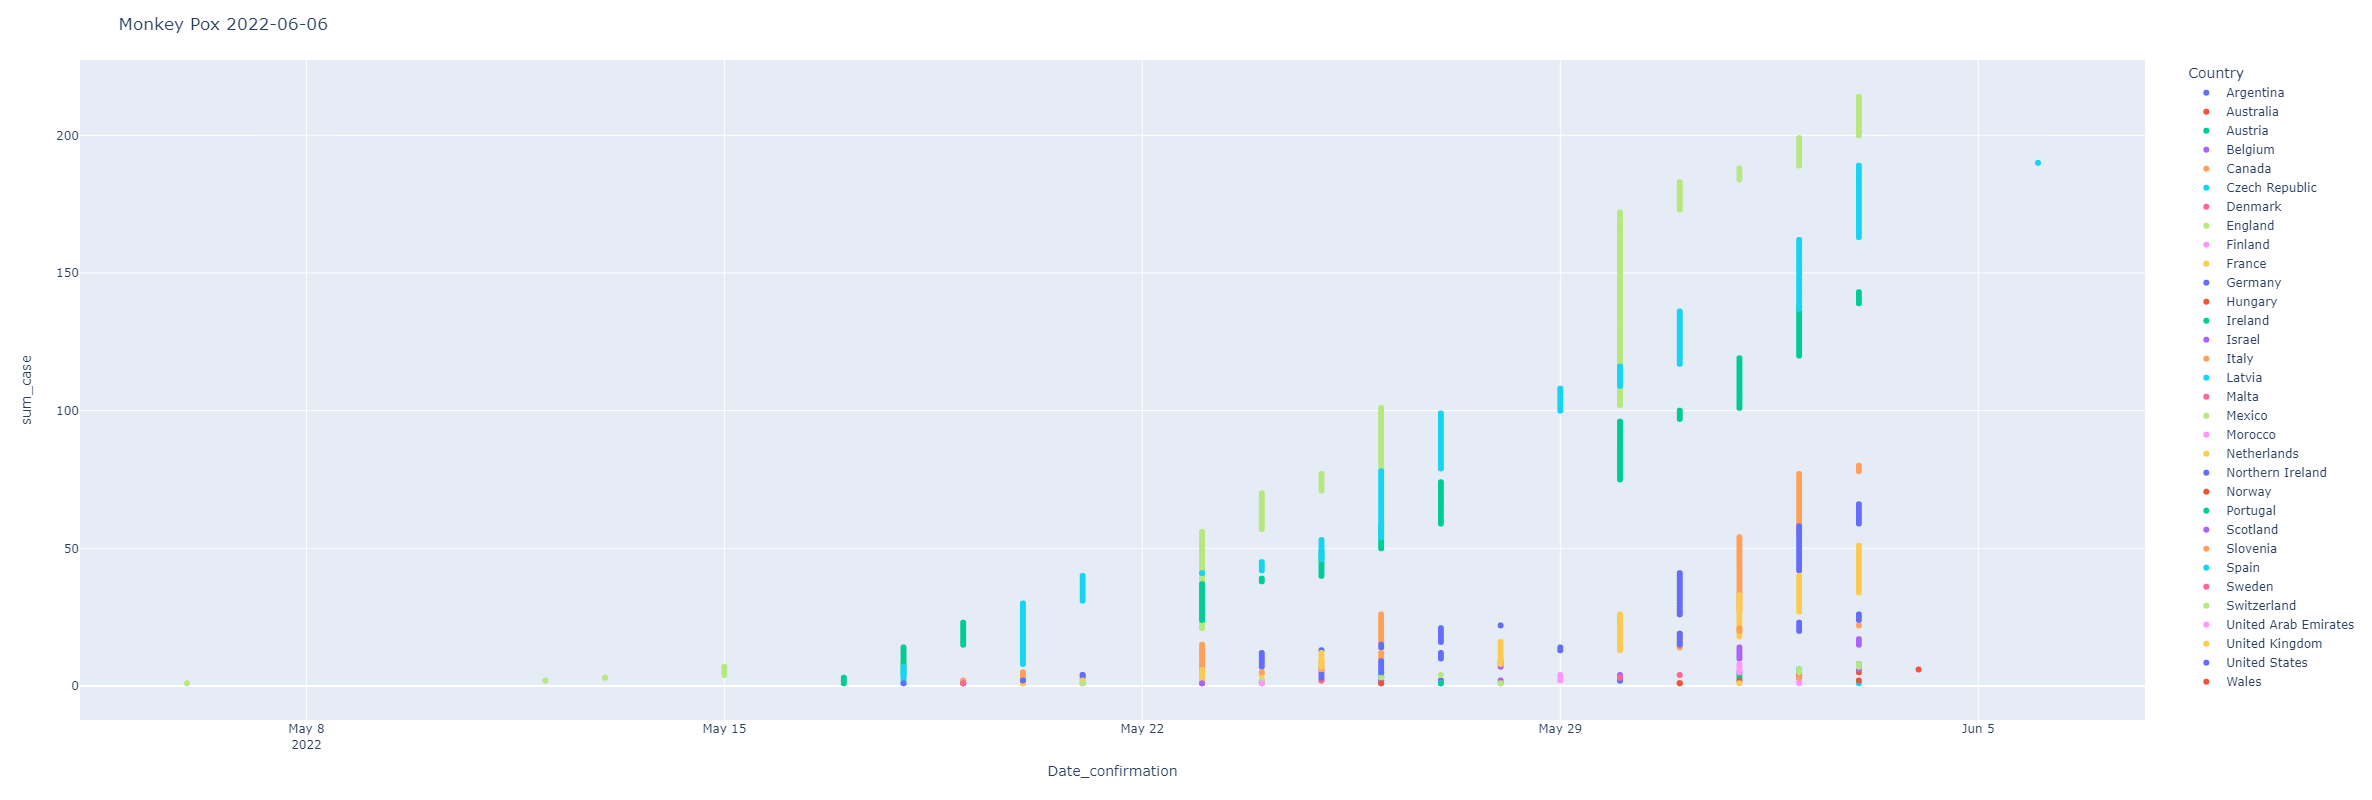 Monkey Pox 2022-06-06
200
150
100
50
0
sum_case
May 8
2022
May 15
May 22
May 29
Jun 5
Date_confirmation
Country
Argentina
Australia
Austria
Belgium
Canada
Czech Republic
Denmark
England
Finland
France
Germany
Hungary
Ireland
Israel
Italy
Latvia
Malta
Mexico
Morocco
Netherlands
Northern Ireland
Norway
Portugal
Scotland
Slovenia
Spain
Sweden
Switzerland
United Arab Emirates
United Kingdom
United States
Wales